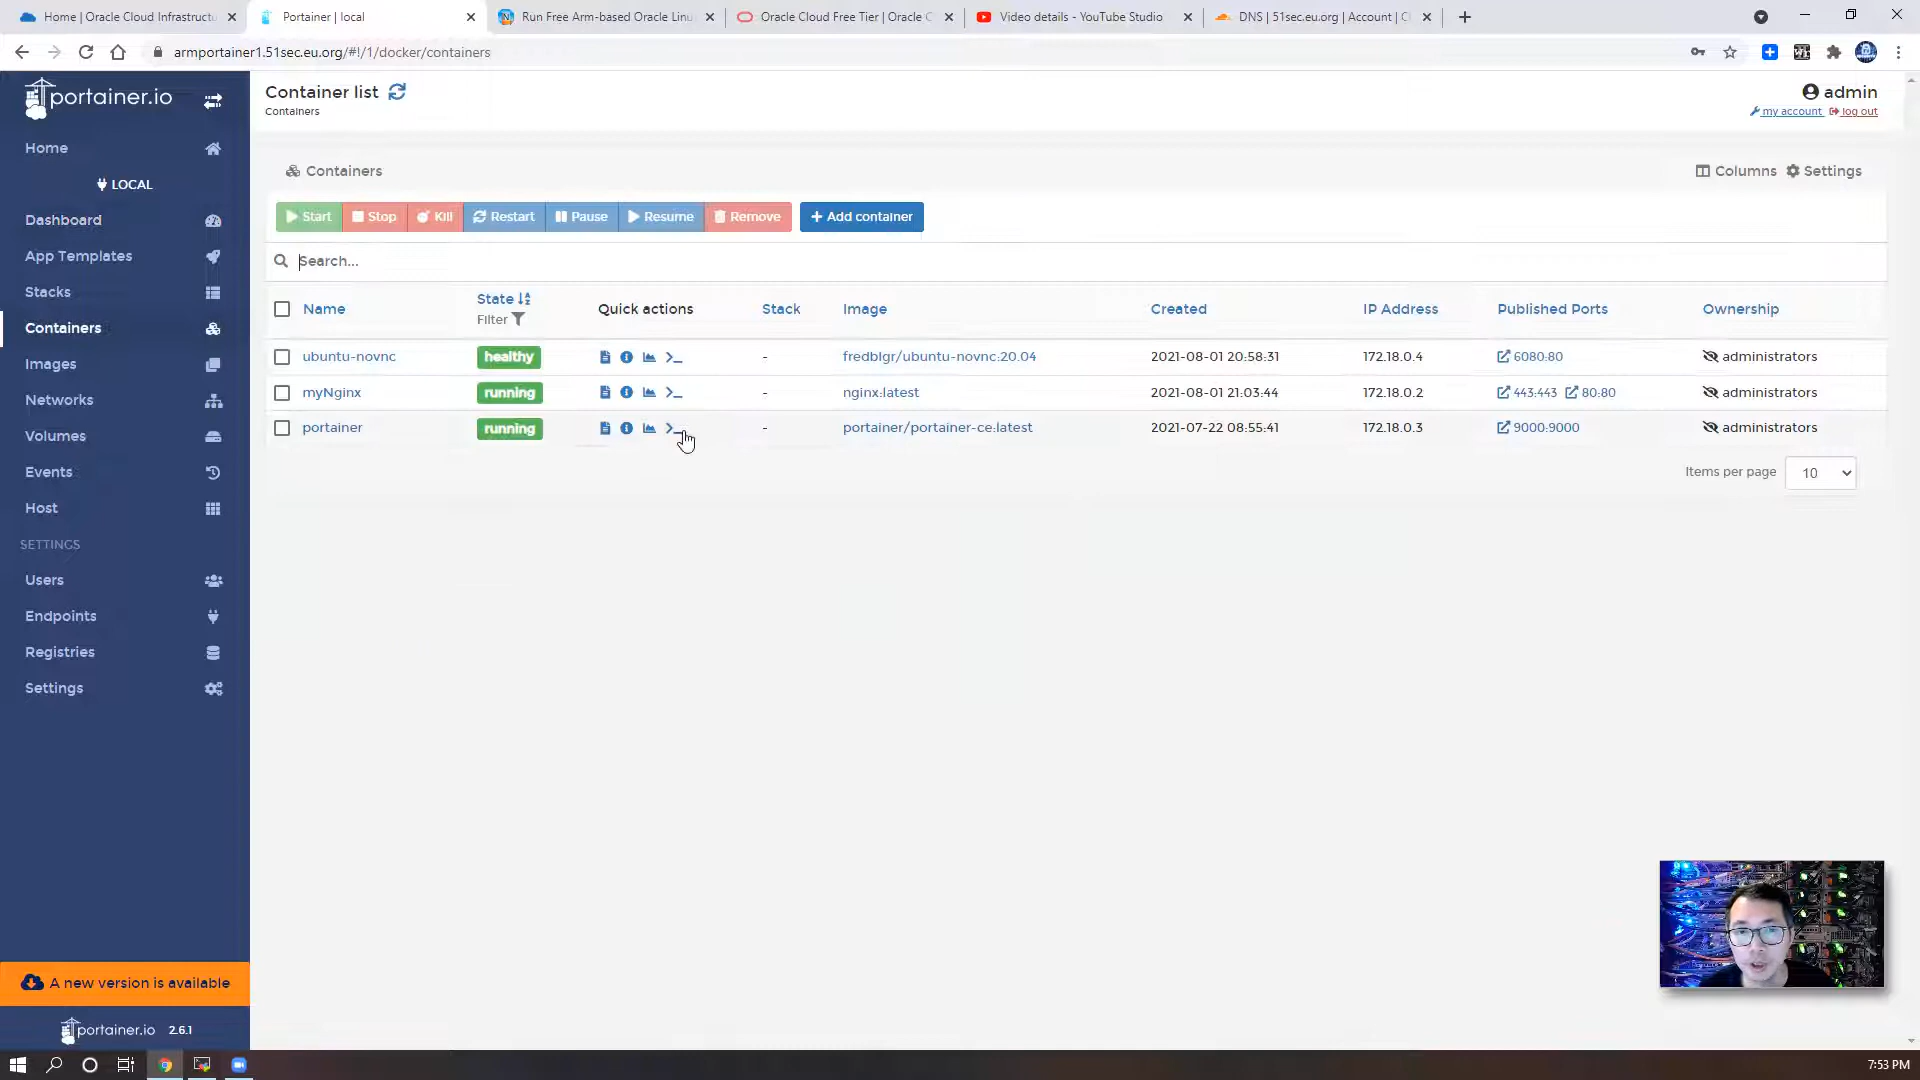 Home | Oracle Cloud Infrastructu
Portainer | local
Run Free Arm-based Oracle Linu
Oracle Cloud Free Tier | Oracle C
Video details - YouTube Studio
DNS | 51sec.eu.org | Account | C
armportainer1.51sec.eu.org/#!/1/docker/containers
portainer.io
Container list
Containers
admin
my account
log out
Home
LOCAL
Dashboard
App Templates
Stacks
Containers
Images
Networks
Volumes
Events
Host
SETTINGS
Users
Endpoints
Registries
Settings
A new version is available
portainer.io 2.6.1
Containers
Columns
Settings
Start
Stop
Kill
Restart
Pause
Resume
Remove
+ Add container
Search...
Name State Quick actions Stack Image Created IP Address Published Ports Ownership
Filter
ubuntu-novnc healthy - fredblgr/ubuntu-novnc:20.04 2021-08-01 20:58:31 172.18.0.4 6080:80 administrators
myNginx running - nginx:latest 2021-08-01 21:03:44 172.18.0.2 443:443 80:80 administrators
portainer running - portainer/portainer-ce:latest 2021-07-22 08:55:41 172.18.0.3 9000:9000 administrators
Items per page 10
7:53 PM